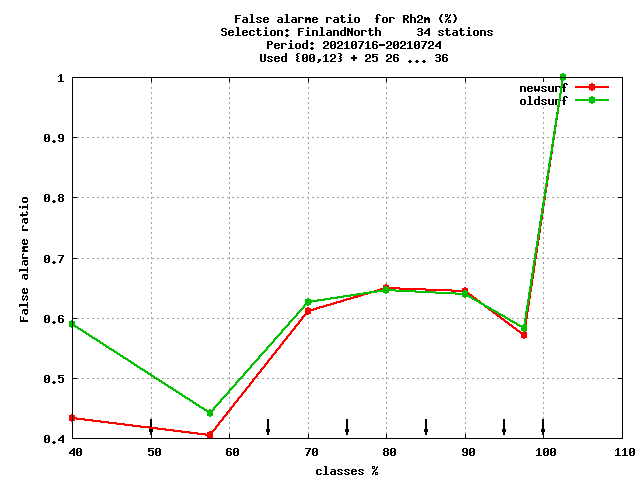 False alarme ratio  for Rh2m (%)
Selection: FinlandNorth     34 stations
Period: 20210716-20210724
Used {00,12} + 25 26 ... 36
newsurf
oldsurf
1
0.9
0.8
0.7
0.6
0.5
0.4
False alarme ratio
40 50 60 70 80 90 100 110
classes %